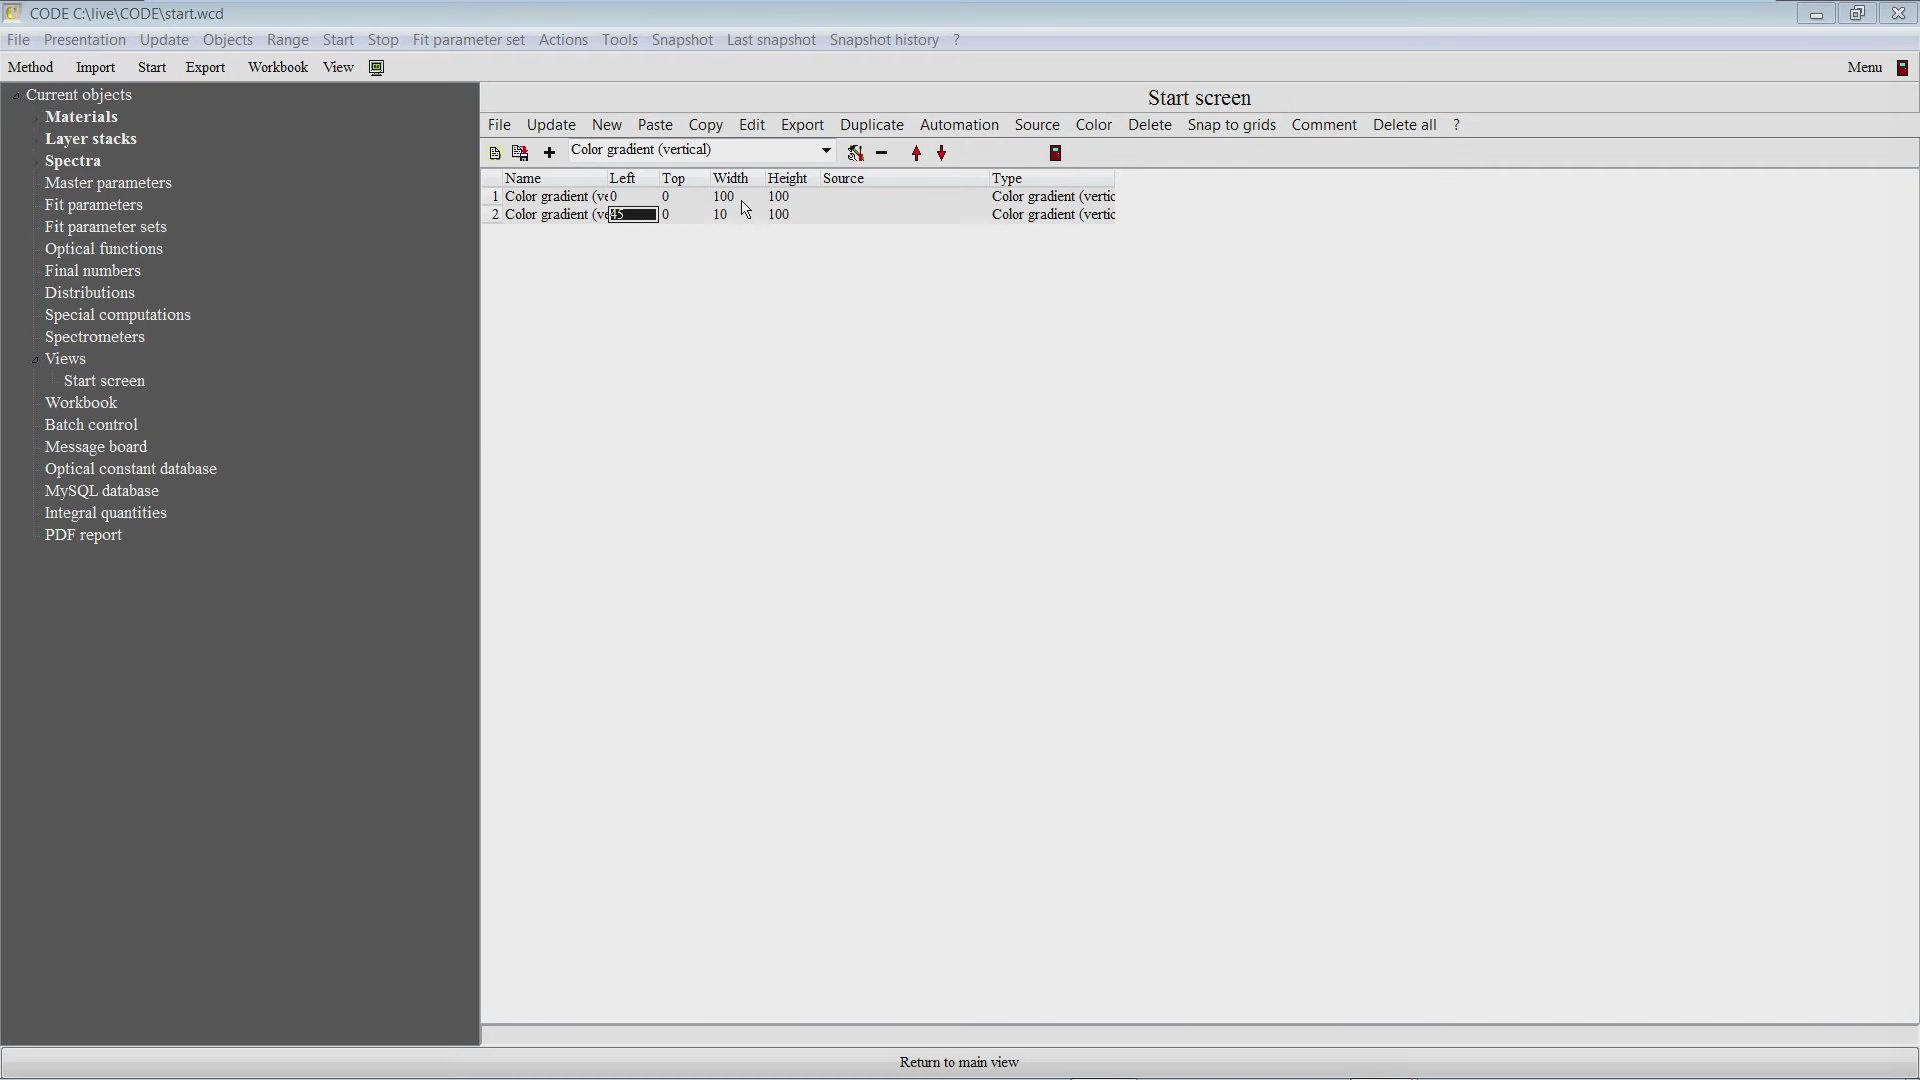 CODE C:\live\CODE\start.wcd
File Presentation Update Objects Range Start Stop Fit parameter set Actions Tools Snapshot Last snapshot Snapshot history ?
Method Import Start Export Workbook View Menu
Current objects
Materials
Layer stacks
Spectra
Master parameters
Fit parameters
Fit parameter sets
Optical functions
Final numbers
Distributions
Special computations
Spectrometers
Views
Start screen
Workbook
Batch control
Message board
Optical constant database
MySQL database
Integral quantities
PDF report
Start screen
File Update New Paste Copy Edit Export Duplicate Automation Source Color Delete Snap to grids Comment Delete all ?
Color gradient (vertical)
Name Left Top Width Height Source Type
1 Color gradient (ve 0 0 100 100 Color gradient (vertic
2 Color gradient (ve 45 0 10 100 Color gradient (vertic
Return to main view